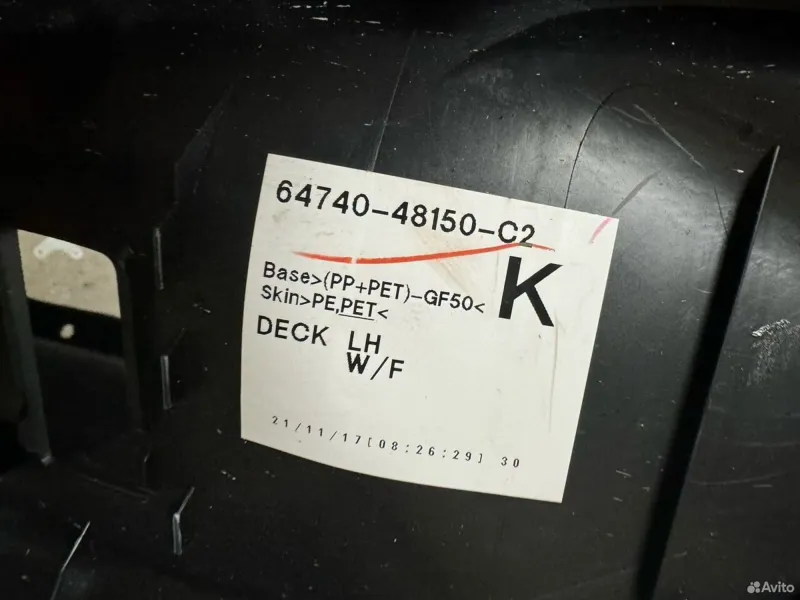 64740-48150-C2
Base>(PP+PET)-GF50<
K
Skin>PE,PET<
DECK LH
W/F
21/11/17[08:26:29] 30
Avito